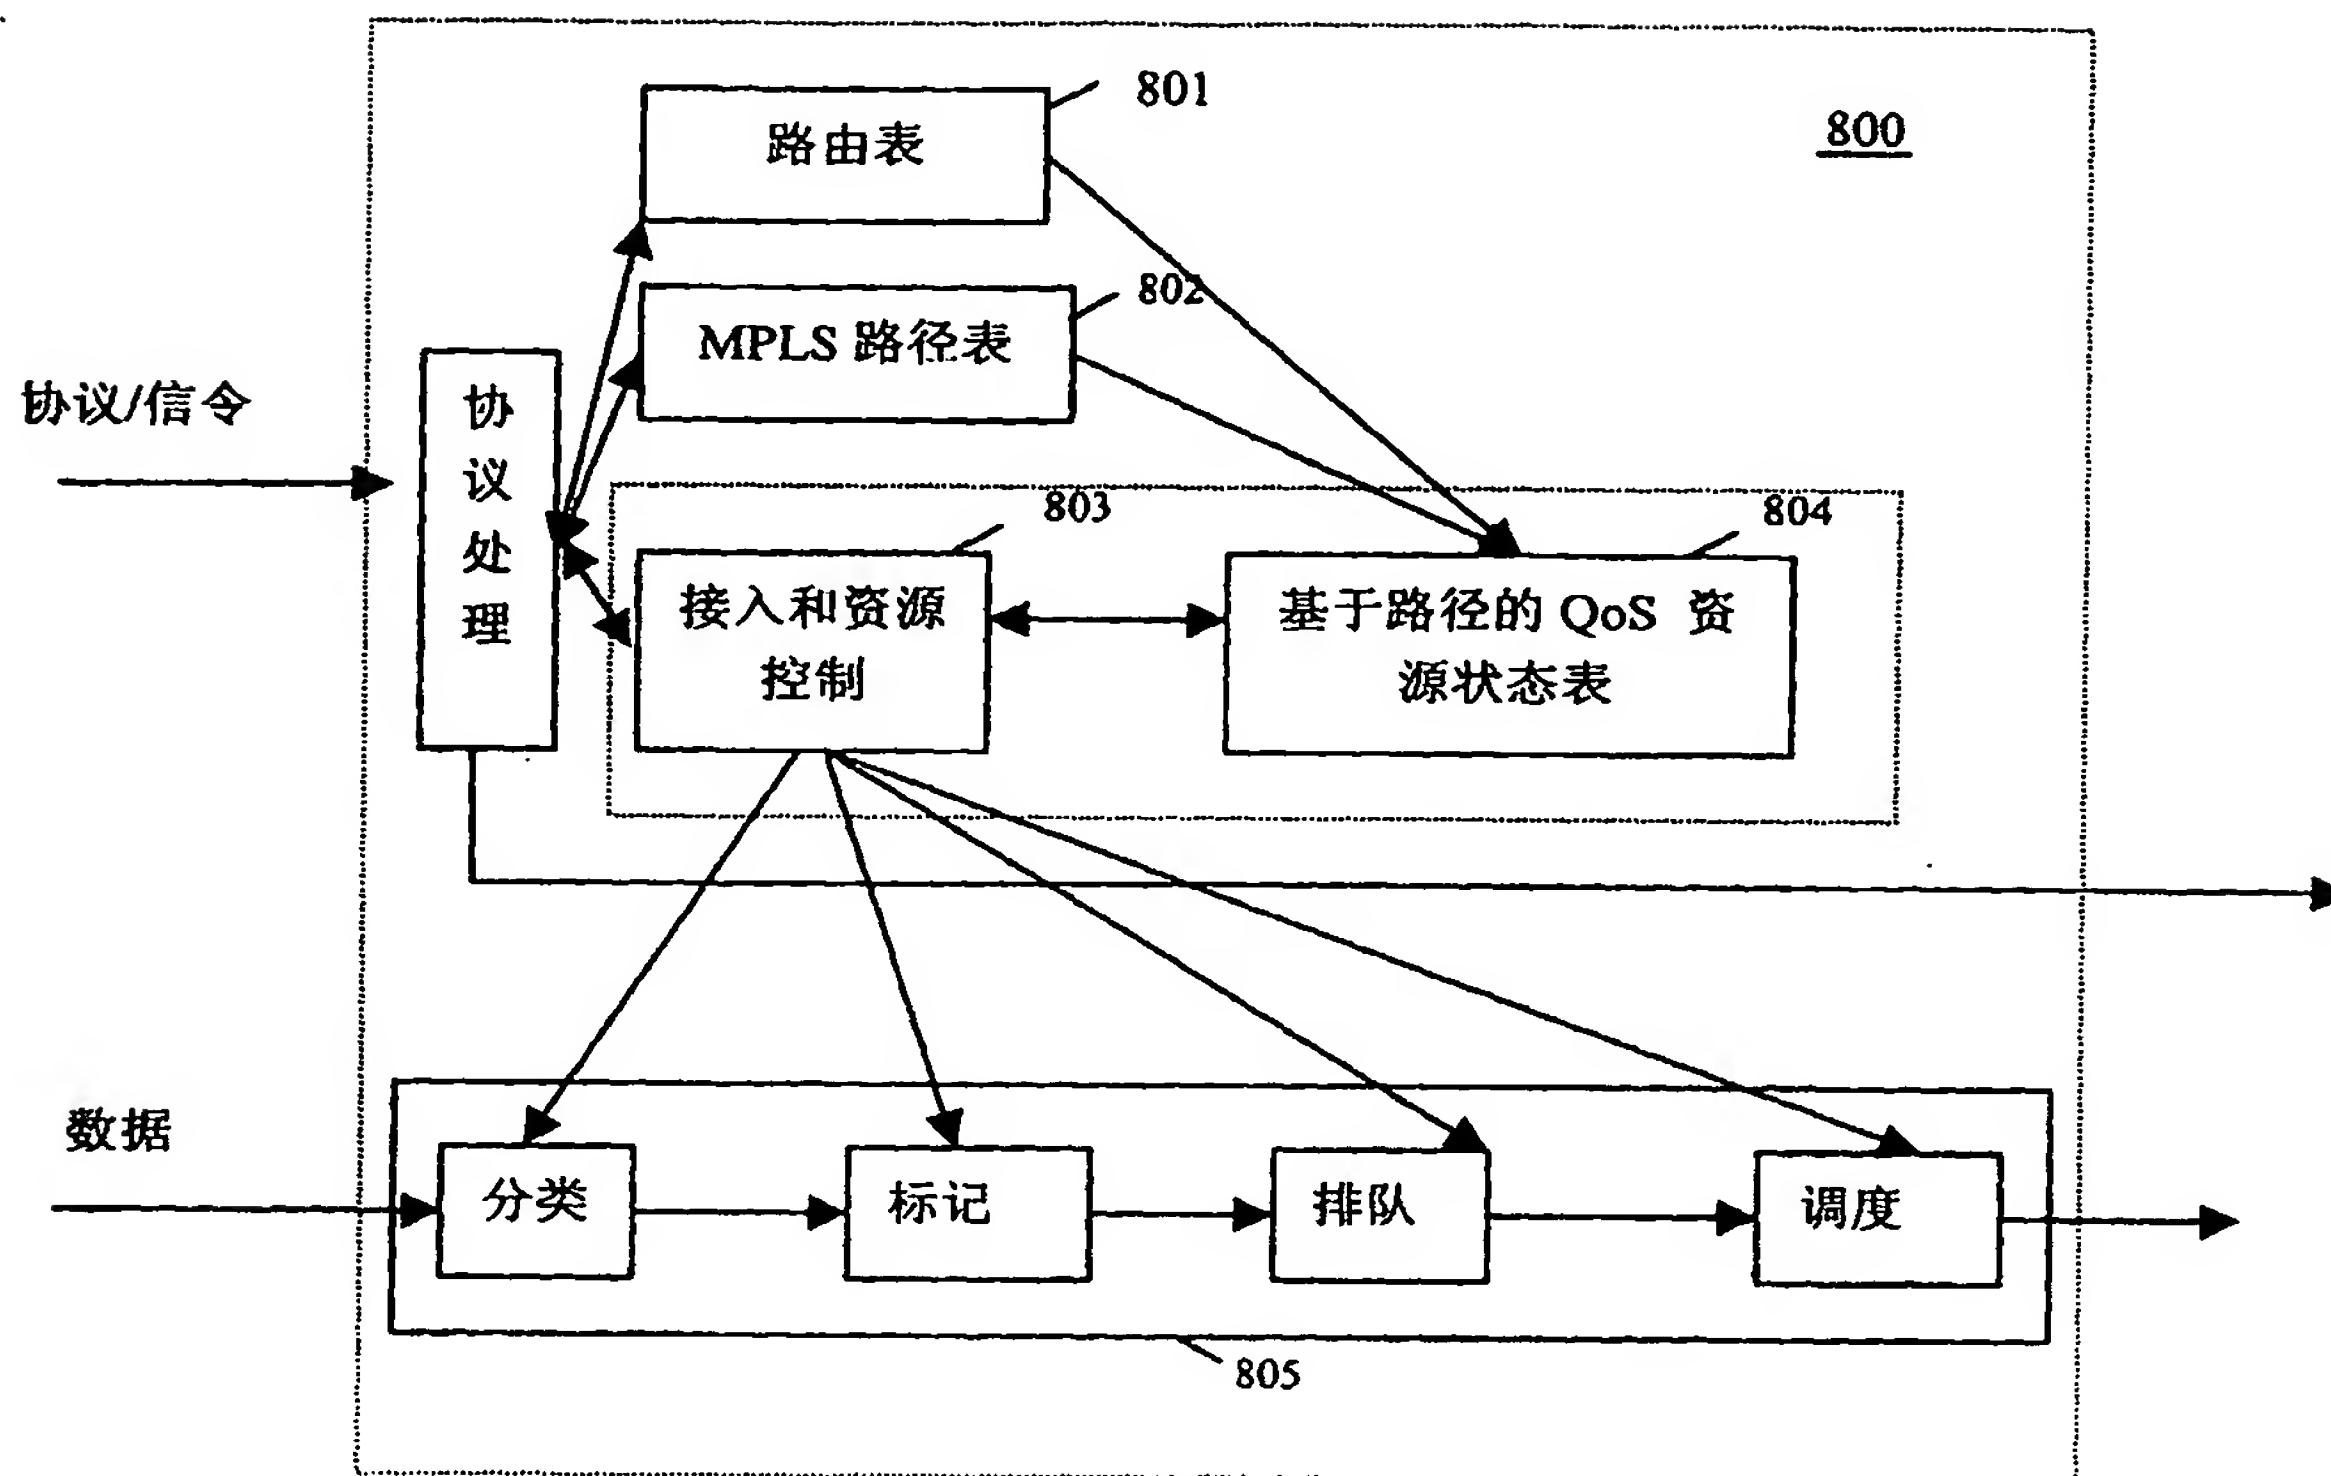 801
路由表
800
802
MPLS 路径表
协议/信令
协
议
处
理
803
804
接入和资源
控制
基于路径的 QoS 资
源状态表
数据
分类
标记
排队
调度
805